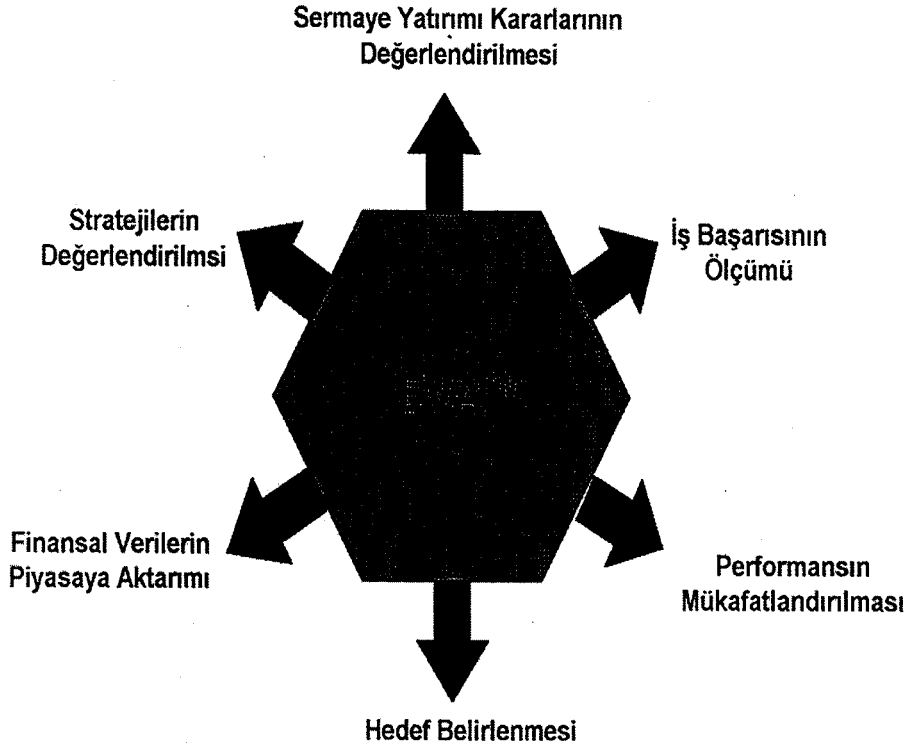 Sermaye Yatırımı Kararlarının
Değerlendirilmesi
Stratejilerin
Değerlendirilmsi
İş Başarısının
Ölçümü
Finansal Verilerin
Piyasaya Aktarımı
Performansın
Mükafatlandırılması
Hedef Belirlenmesi